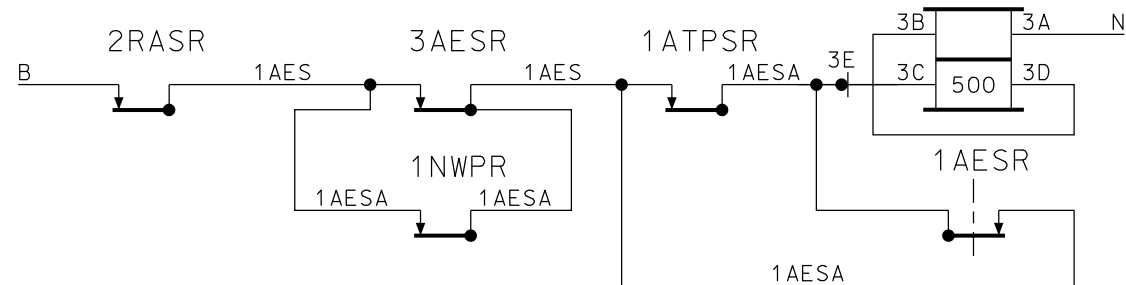 3B 3A N
2RASR 3AESR 1ATPSR
3E
B 1AES 1AES 1AESA 3C 500 3D
1NWPR 1AESR
1AESA 1AESA
1AESA